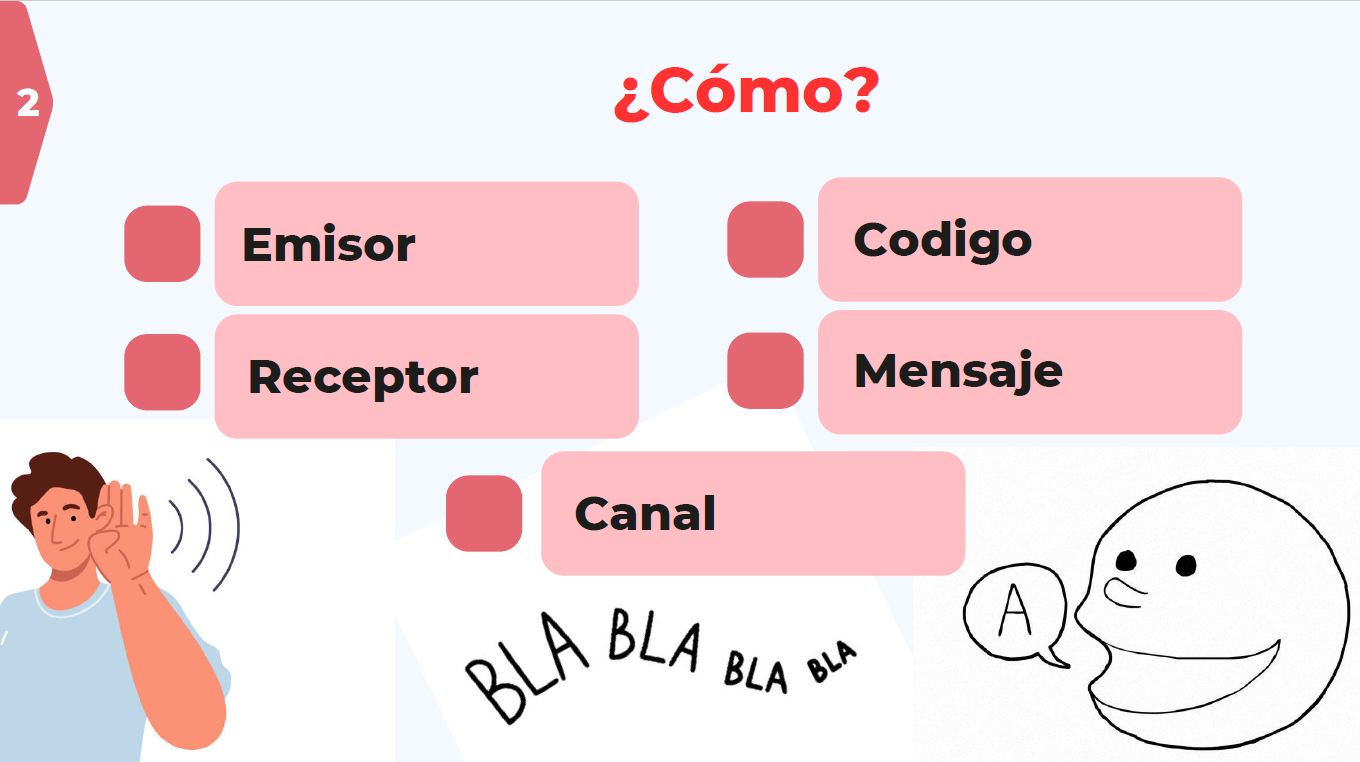 2
¿Cómo?
Emisor
Codigo
Receptor
Mensaje
Canal
A
BLA BLA BLA BLA